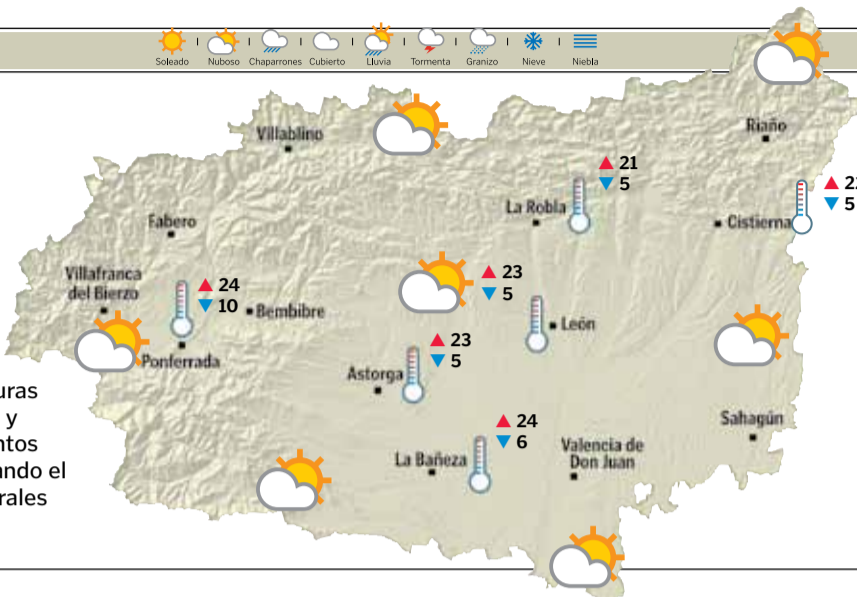 Soleado Nuboso Chaparrones Cubierto Lluvia Tormenta Granizo Nieve Niebla
Riaño
Villablino
21
5
La Robla
5
Cistierna
Fabero
Villafranca
del Bierzo
24
10
Bembibre
23
5
León
Ponferrada
23
5
Astorga
24
6
La Bañeza
Valencia de
Don Juan
Sahagún
y